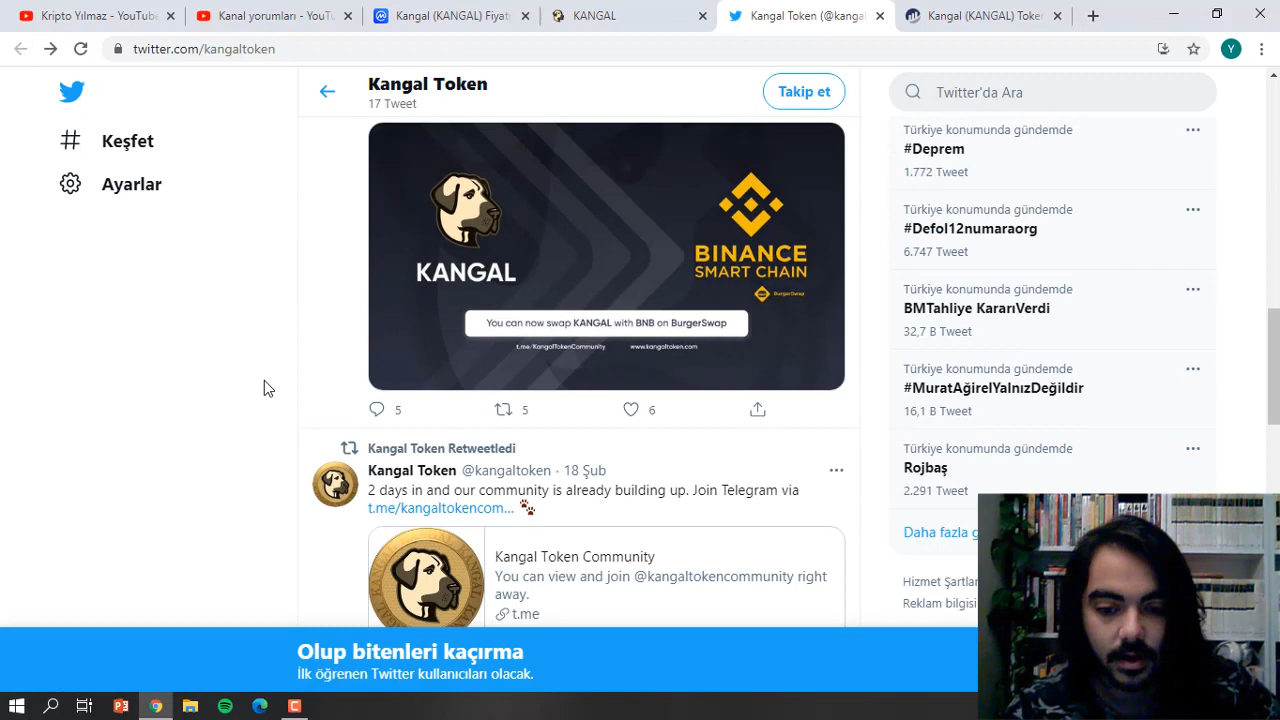 Kripto Yılmaz - YouTube
Kanal yorumları - YouTu
Kangal (KANGAL) Fiyatı
KANGAL
Kangal Token (@kangal
Kangal (KANGAL) Token
twitter.com/kangaltoken
Y
Keşfet
Ayarlar
Kangal Token
17 Tweet
Takip et
KANGAL
BINANCE
SMART CHAIN
BurgerSwap
You can now swap KANGAL with BNB on BurgerSwap
t.me/KangalTokenCommunity
www.kangaltoken.com
5
5
6
Kangal Token Retweetledi
Kangal Token @kangaltoken · 18 Şub
2 days in and our community is already building up. Join Telegram via
t.me/kangaltokencom...
Kangal Token Community
You can view and join @kangaltokencommunity right
away.
t.me
Twitter'da Ara
Türkiye konumunda gündemde
#Deprem
1.772 Tweet
Türkiye konumunda gündemde
#Defol12numaraorg
6.747 Tweet
Türkiye konumunda gündemde
BMTahliye KararıVerdi
32,7 B Tweet
Türkiye konumunda gündemde
#MuratAğirelYalnızDeğildir
16,1 B Tweet
Türkiye konumunda gündemde
Rojbaş
2.291 Tweet
Daha fazla g
Hizmet Şartlar
Reklam bilgisi
Olup bitenleri kaçırma
İlk öğrenen Twitter kullanıcıları olacak.